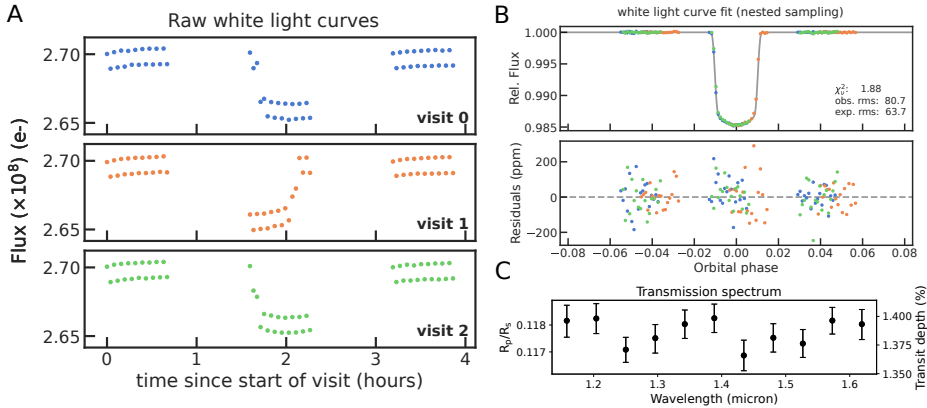 A
Raw white light curves
Flux (×10⁸) (e-)
2.70
2.65
visit 0
2.70
2.65
visit 1
2.70
2.65
visit 2
0
1
2
3
4
time since start of visit (hours)
B
white light curve fit (nested sampling)
Rel. Flux
1.000
0.995
0.990
0.985
χ²ᵥ: 1.88
obs. rms: 80.7
exp. rms: 63.7
Residuals (ppm)
200
0
−200
−0.08 −0.06 −0.04 −0.02 0.00 0.02 0.04 0.06 0.08
Orbital phase
C
Transmission spectrum
Rₚ/Rₛ
0.118
0.117
1.400
1.375
1.350
Transit depth (%)
1.2 1.3 1.4 1.5 1.6
Wavelength (micron)